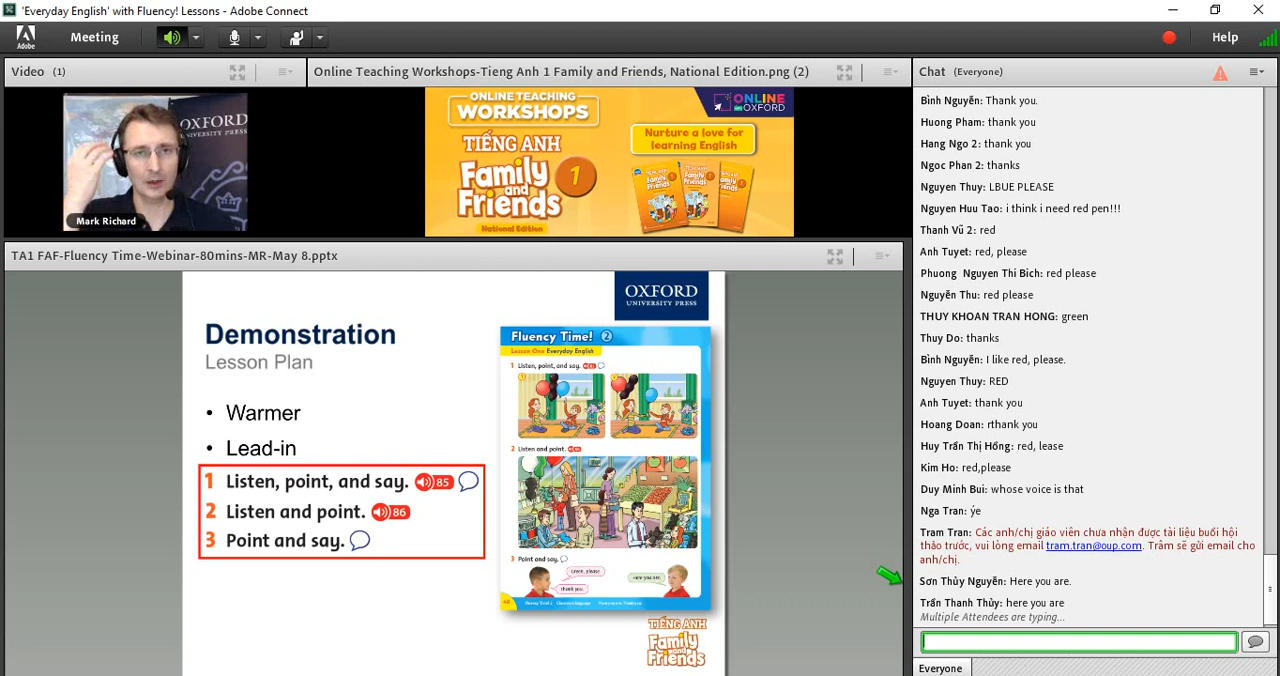 'Everyday English' with Fluency! Lessons - Adobe Connect
Adobe
Meeting
Help
Video (1)
Online Teaching Workshops-Tieng Anh 1 Family and Friends, National Edition.png (2)
Chat (Everyone)
OXFORD
UNIVERSITY PRESS
Mark Richard
ONLINE TEACHING
WORKSHOPS
TIẾNG ANH
Family
and
Friends
1
National Edition
ONLINE
OXFORD
Nurture a love for
learning English
TA1 FAF-Fluency Time-Webinar-80mins-MR-May 8.pptx
OXFORD
UNIVERSITY PRESS
Demonstration
Lesson Plan
• Warmer
• Lead-in
1 Listen, point, and say. 85
2 Listen and point. 86
3 Point and say.
Fluency Time! 2
Lesson One Everyday English
1 Listen, point, and say.
2 Listen and point.
3 Point and say.
Green, please.
Here you are.
Thank you.
TIẾNG ANH
Family
and
Friends
Bình Nguyễn: Thank you.
Huong Pham: thank you
Hang Ngo 2: thank you
Ngoc Phan 2: thanks
Nguyen Thuy: LBUE PLEASE
Nguyen Huu Tao: i think i need red pen!!!
Thanh Vũ 2: red
Anh Tuyet: red, please
Phuong Nguyen Thi Bich: red please
Nguyễn Thu: red please
THUY KHOAN TRAN HONG: green
Thuy Do: thanks
Bình Nguyễn: I like red, please.
Nguyen Thuy: RED
Anh Tuyet: thank you
Hoang Doan: rthank you
Huy Trần Thị Hồng: red, lease
Kim Ho: red,please
Duy Minh Bui: whose voice is that
Nga Tran: ýe
Tram Tran: Các anh/chị giáo viên chưa nhận được tài liệu buổi hội
thảo trước, vui lòng email tram.tran@oup.com. Trâm sẽ gửi email cho
anh/chị.
Sơn Thủy Nguyễn: Here you are.
Trần Thanh Thủy: here you are
Multiple Attendees are typing...
Everyone